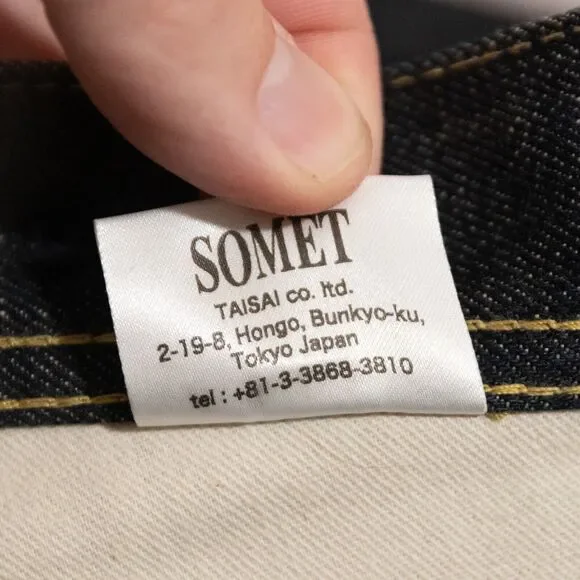 SOMET
TAISAI co. ltd.
2-19-8, Hongo, Bunkyo-ku,
Tokyo Japan
tel : +81-3-3868-3810